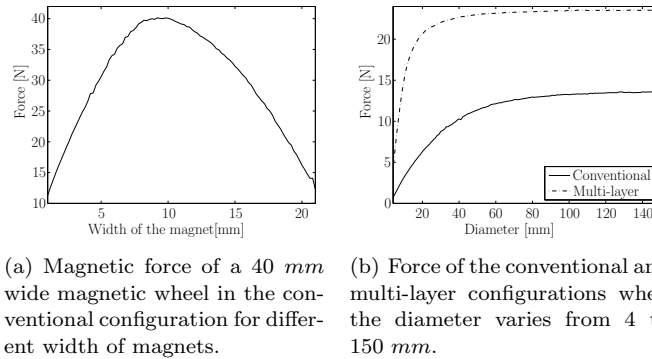 40
35
30
25
20
15
10
Force [N]
5 10 15 20
Width of the magnet[mm]
20
15
10
5
0
Force [N]
Conventional
Multi-layer
20 40 60 80 100 120 140
Diameter [mm]
(a) Magnetic force of a 40 mm
wide magnetic wheel in the con-
ventional configuration for differ-
ent width of magnets.
(b) Force of the conventional an
multi-layer configurations whe
the diameter varies from 4 t
150 mm.